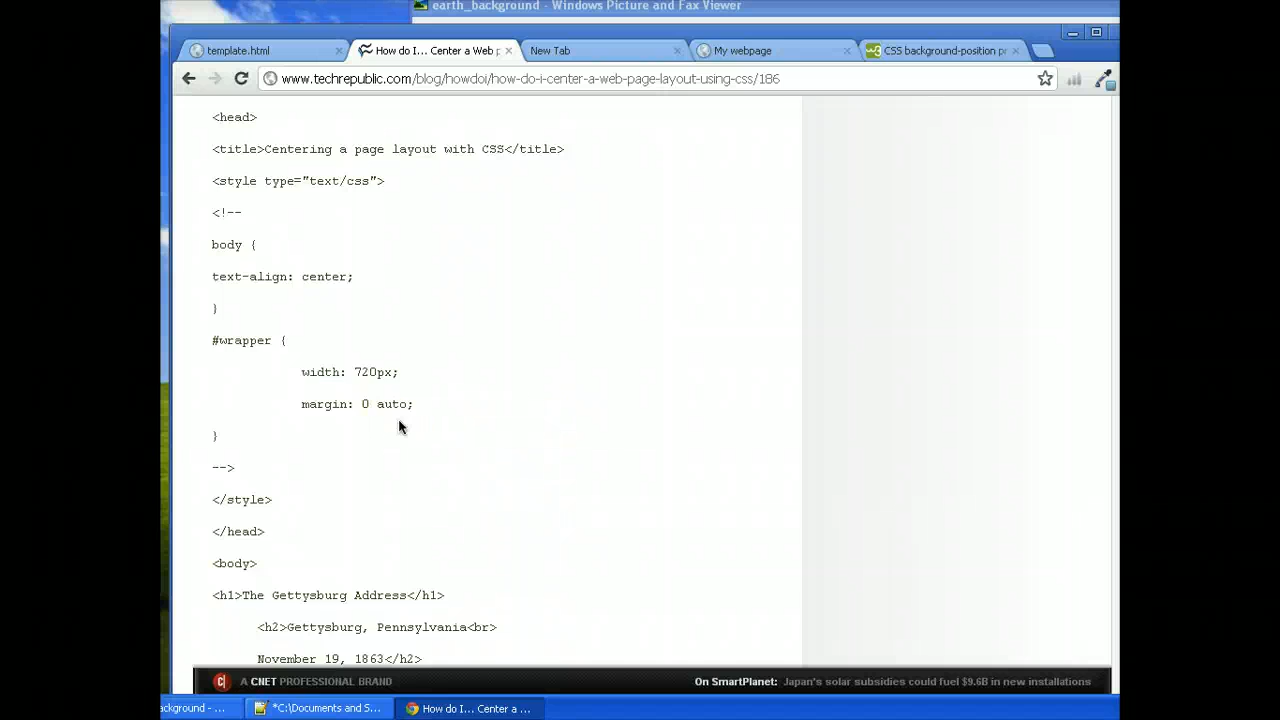 earth_background - Windows Picture and Fax Viewer
template.html
How do I... Center a Web p
New Tab
My webpage
CSS background-position pr
www.techrepublic.com/blog/howdoi/how-do-i-center-a-web-page-layout-using-css/186
<head>
<title>Centering a page layout with CSS</title>
<style type="text/css">
<!--
body {
text-align: center;
}
#wrapper {
width: 720px;
margin: 0 auto;
}
-->
</style>
</head>
<body>
<h1>The Gettysburg Address</h1>
<h2>Gettysburg, Pennsylvania<br>
November 19, 1863</h2>
A CNET PROFESSIONAL BRAND
On SmartPlanet: Japan's solar subsidies could fuel $9.6B in new installations
ackground - ...
*C:\Documents and S...
How do I... Center a ...